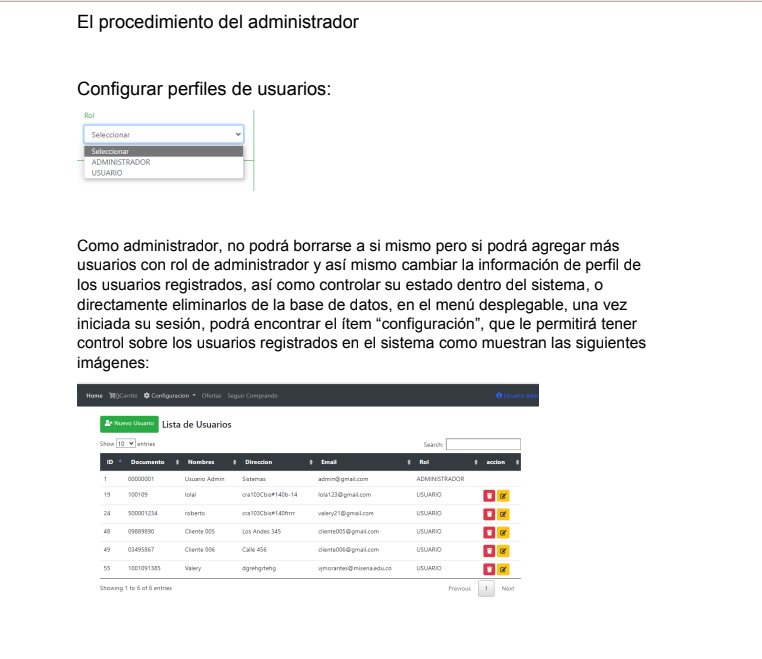 El procedimiento del administrador
Configurar perfiles de usuarios:
Rol
Seleccionar
Seleccionar
ADMINISTRADOR
USUARIO
Como administrador, no podrá borrarse a si mismo pero si podrá agregar más
usuarios con rol de administrador y así mismo cambiar la información de perfil de
los usuarios registrados, así como controlar su estado dentro del sistema, o
directamente eliminarlos de la base de datos, en el menú desplegable, una vez
iniciada su sesión, podrá encontrar el ítem “configuración”, que le permitirá tener
control sobre los usuarios registrados en el sistema como muestran las siguientes
imágenes:
Home ()Carrito Configuracion Ofertas Seguir Comprando Usuario Adm
Nuevo Usuario Lista de Usuarios
Show 10 entries Search:
ID Documento Nombres Direccion Email Rol accion
1 00000001 Usuario Admin Sistemas admin@gmail.com ADMINISTRADOR
19 100109 lolal cra103Cbis#140b-14 lola123@gmail.com USUARIO
24 500001234 roberto cra103Cbis#140frrrr valery21@gmail.com USUARIO
48 09889890 Cliente 005 Los Andes 345 cliente005@gmail.com USUARIO
49 03495867 Cliente 006 Calle 456 cliente006@gmail.com USUARIO
55 1001091385 Valery dgrehgrtehg vjmorantes@misena.edu.co USUARIO
Showing 1 to 6 of 6 entries Previous 1 Next